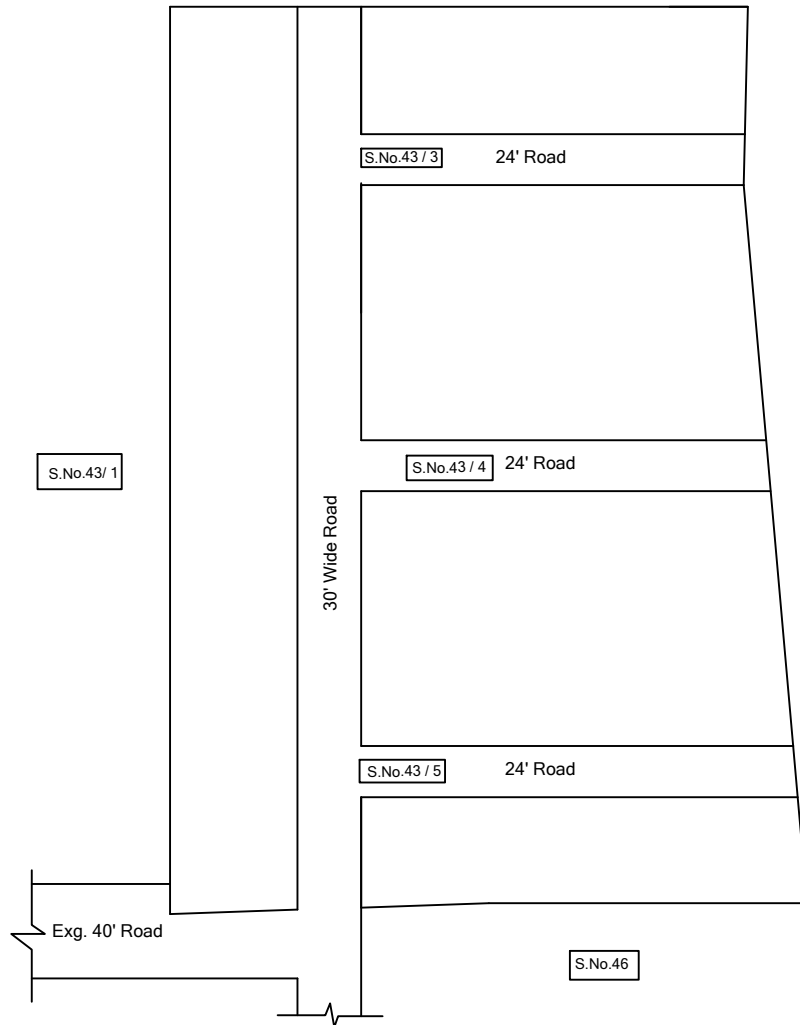 S.No.43 / 3
24' Road
S.No.43/ 1
S.No.43 / 4
24' Road
30' Wide Road
S.No.43 / 5
24' Road
Exg. 40' Road
S.No.46